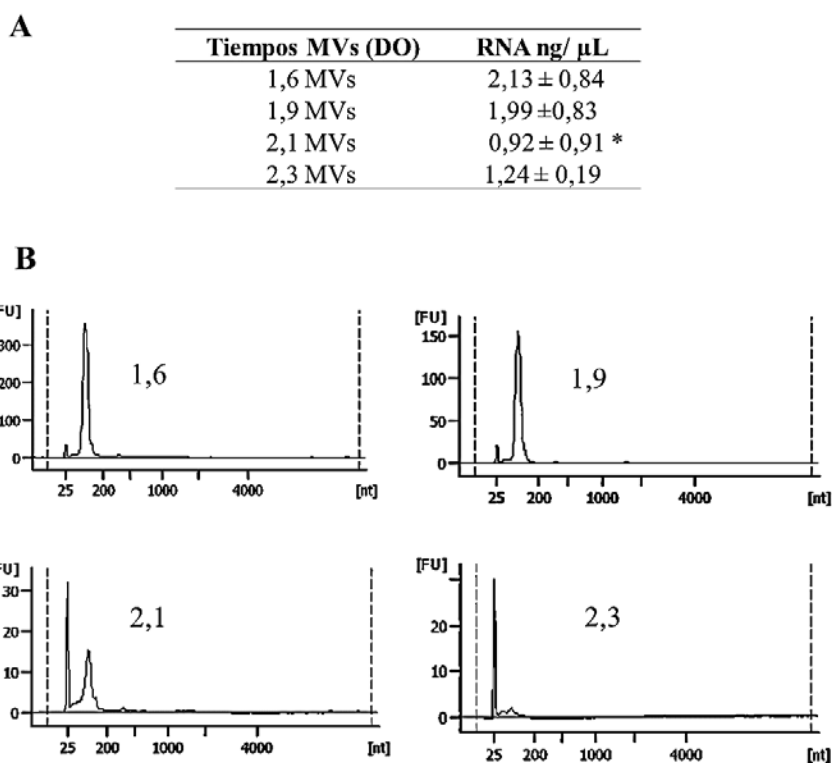 A
Tiempos MVs (DO) RNA ng/ µL
1,6 MVs 2,13 ± 0,84
1,9 MVs 1,99 ±0,83
2,1 MVs 0,92 ± 0,91 *
2,3 MVs 1,24 ± 0,19
B
FU]
300
200
100
0
1,6
25 200 1000 4000 [nt]
[FU]
150
100
50
0
1,9
25 200 1000 4000 [nt]
FU]
30
20
10
0
2,1
25 200 1000 4000 [nt]
[FU]
20
10
0
2,3
25 200 1000 4000 [nt]